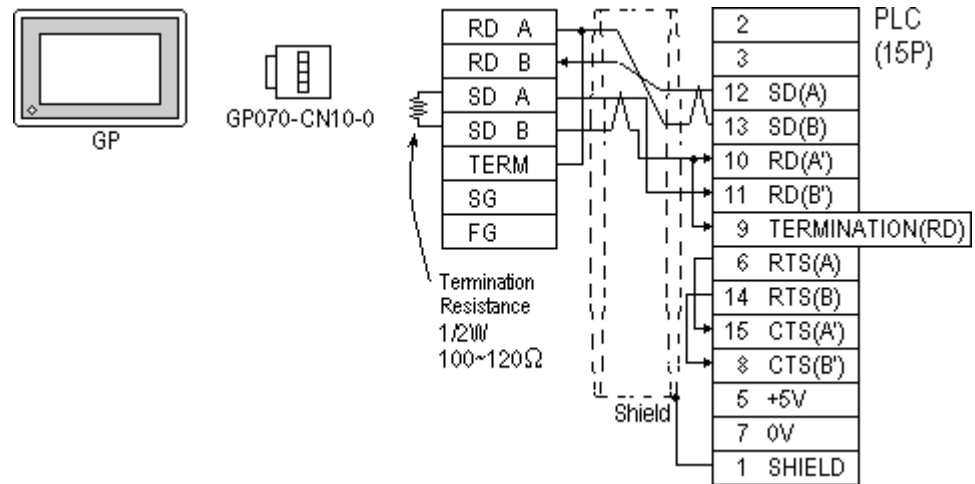 GP
GP070-CN10-0
RD A
RD B
SD A
SD B
TERM
SG
FG
Termination
Resistance
1/2W
100~120Ω
Shield
PLC
(15P)
2
3
12 SD(A)
13 SD(B)
10 RD(A')
11 RD(B')
9 TERMINATION(RD)
6 RTS(A)
14 RTS(B)
15 CTS(A')
8 CTS(B')
5 +5V
7 0V
1 SHIELD